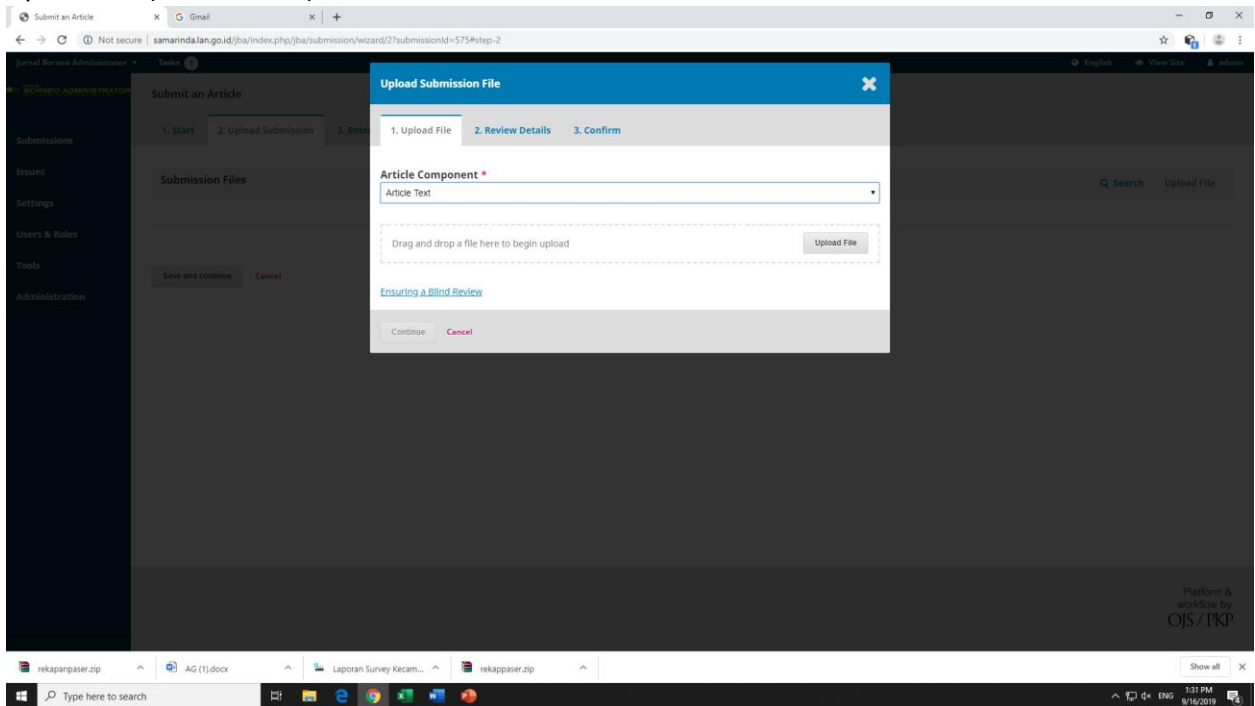 Submit an Article
Gmail
Not secure | samarinda.lan.go.id/jba/index.php/jba/submission/wizard/2?submissionId=575#step-2
Jurnal Borneo Administrator Tasks 1 English View Site admin
BORNEO ADMINISTRATOR
Submit an Article
1. Start 2. Upload Submission 3. Ente
Submissions
Issues
Settings
Users & Roles
Tools
Administration
Submission Files Search Upload File
Save and continue Cancel
Upload Submission File
1. Upload File 2. Review Details 3. Confirm
Article Component *
Article Text
Drag and drop a file here to begin upload Upload File
Ensuring a Blind Review
Continue Cancel
Platform &
workflow by
OJS / PKP
rekapanpaser.zip AG (1).docx Laporan Survey Kecam... rekappaser.zip Show all
Type here to search ENG 1:31 PM
9/16/2019